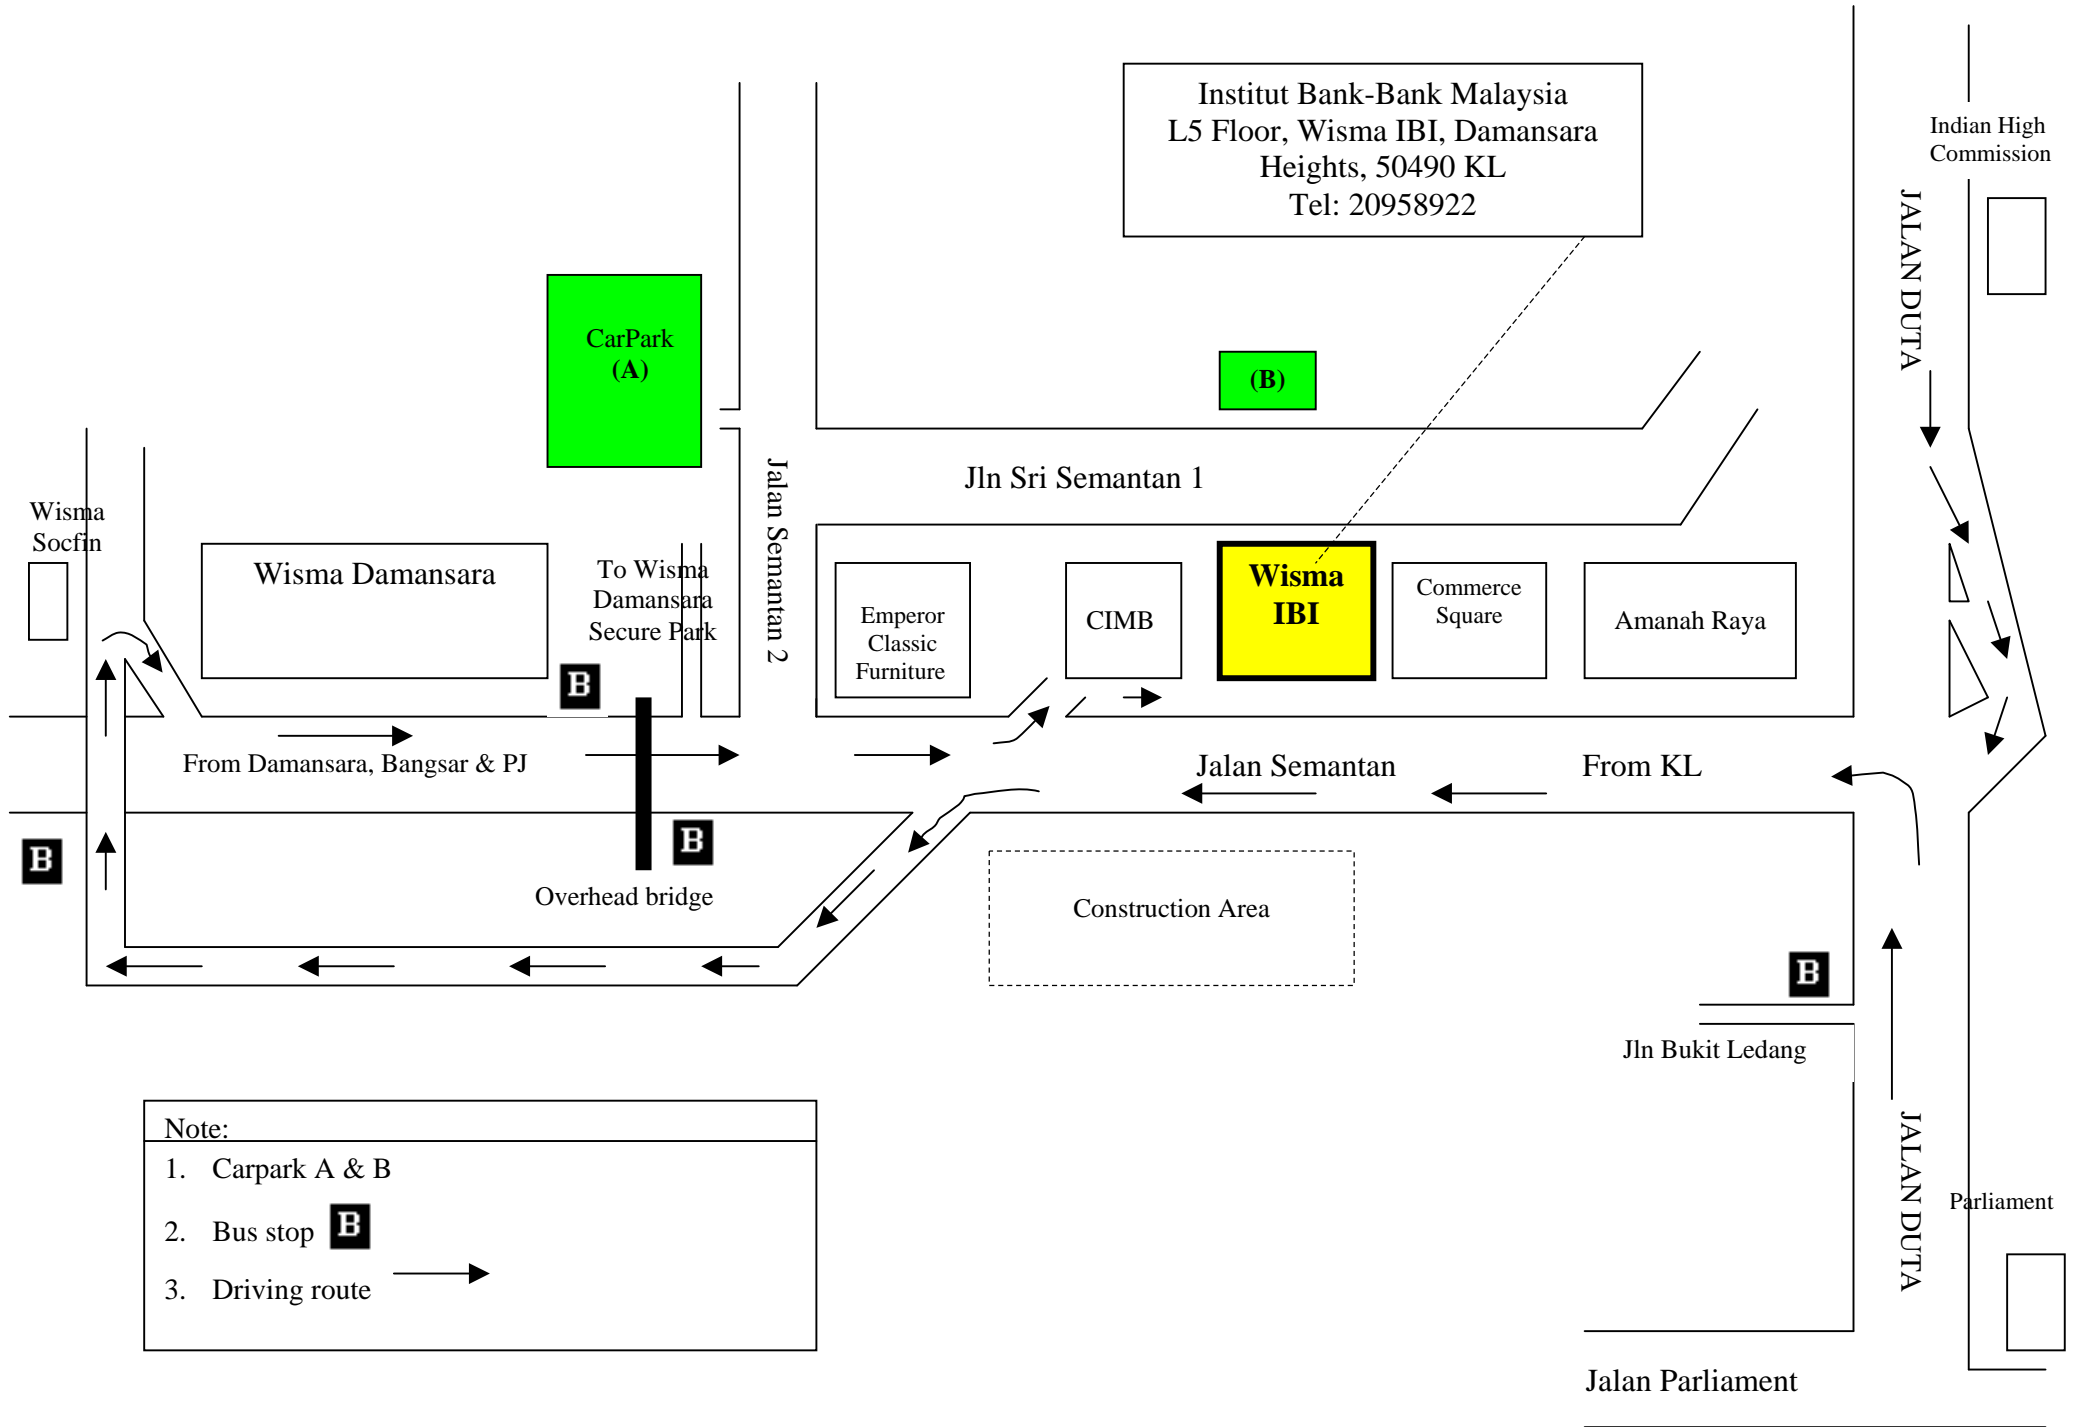 Institut Bank-Bank Malaysia
L5 Floor, Wisma IBI, Damansara
Heights, 50490 KL
Tel: 20958922
Indian High
Commission
JALAN DUTA
CarPark
(A)
(B)
Jln Sri Semantan 1
Jalan Semantan 2
Wisma
Socfin
Wisma Damansara
To Wisma
Damansara
Secure Park
Emperor
Classic
Furniture
CIMB
Wisma
IBI
Commerce
Square
Amanah Raya
B
From Damansara, Bangsar & PJ
Jalan Semantan
From KL
B
B
Overhead bridge
Construction Area
B
Jln Bukit Ledang
JALAN DUTA
Parliament
Jalan Parliament
Note:
1. Carpark A & B
2. Bus stop B
3. Driving route